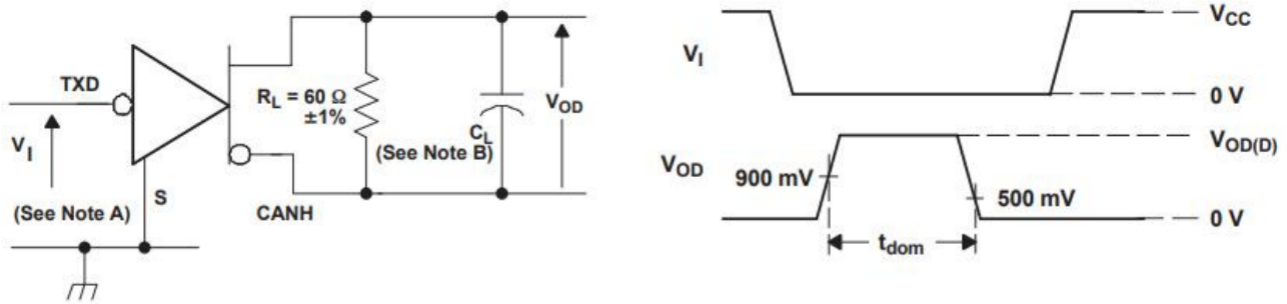 TXD
V_I
(See Note A)
S
R_L = 60 Ω
±1%
(See Note B)
C_L
V_OD
CANH
V_I
V_CC
0 V
V_OD
900 mV
V_OD(D)
500 mV
0 V
t_dom